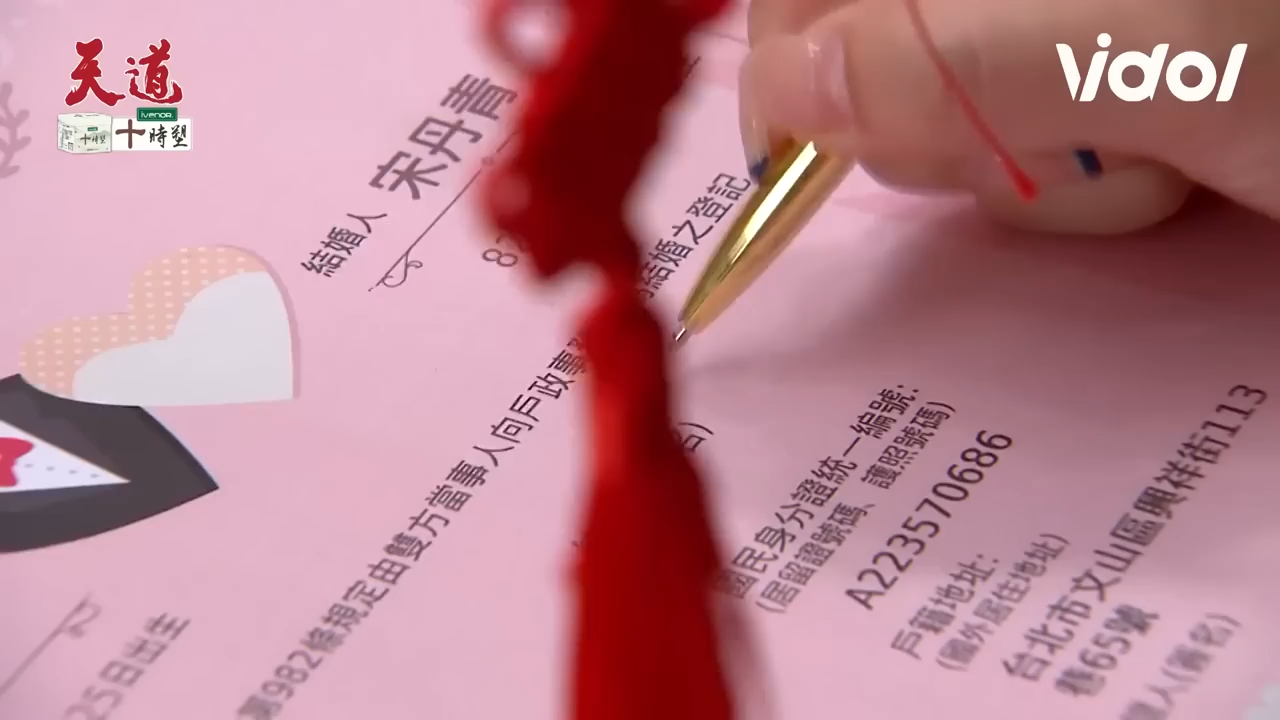 天道
ivenor
十時塑
Vidol
結婚人
宋丹青
結婚之登記
982條規定由雙方當事人向戶政事
25日出生
國民身分證統一編號:
(居留證號碼、護照號碼)
A223570686
戶籍地址:
(國外居住地址)
台北市文山區興祥街113
巷65號
人(簽名)